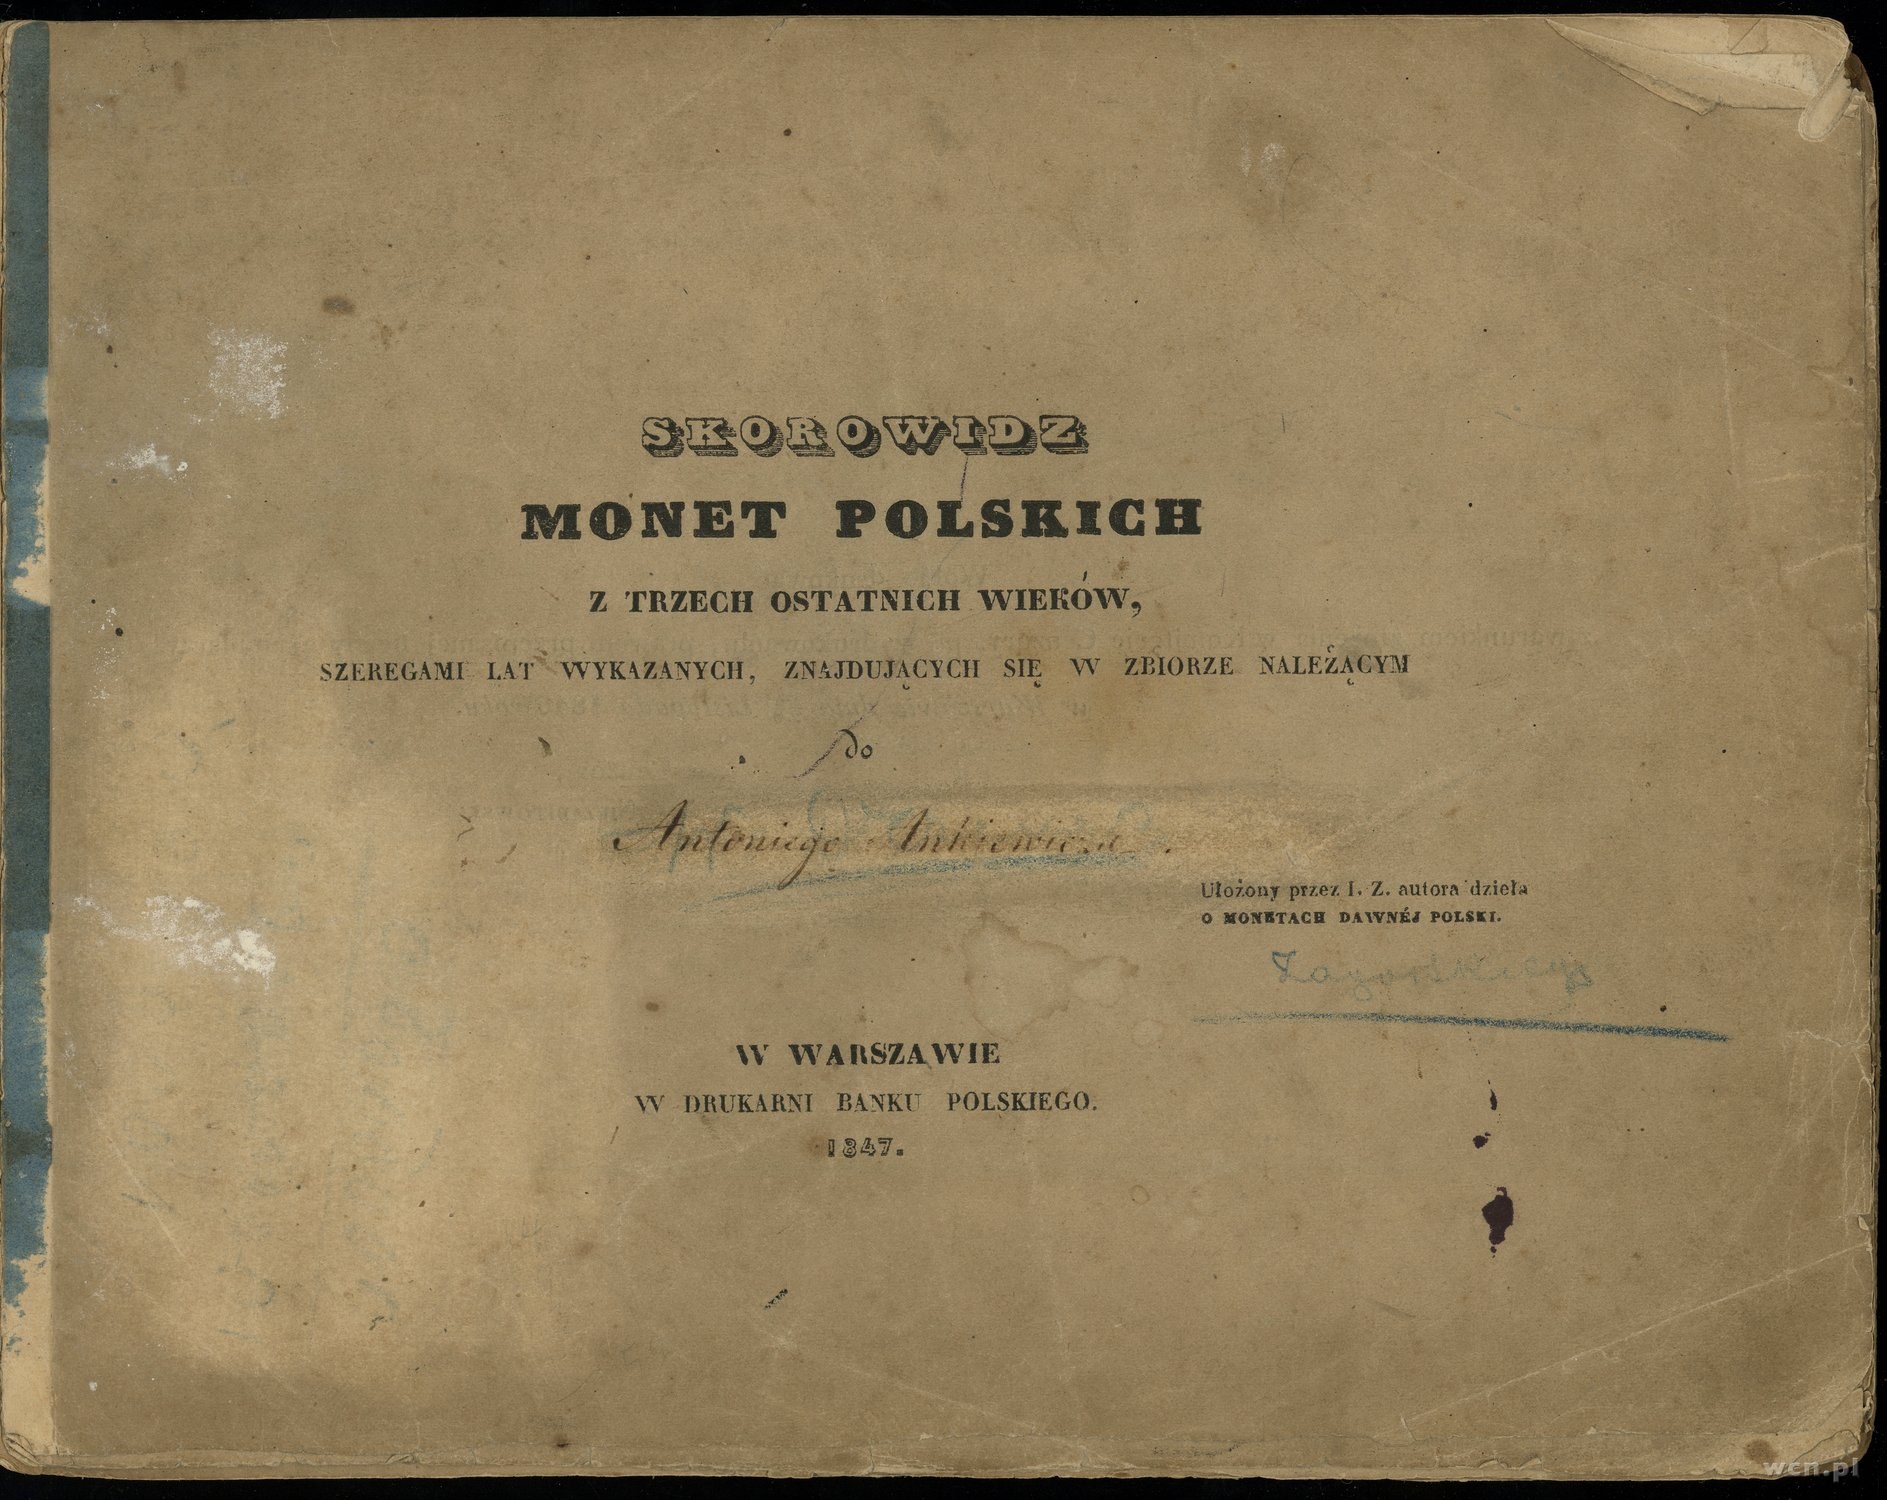 SKOROWIDZ
MONET POLSKICH
Z TRZECH OSTATNICH WIEKÓW,
SZEREGAMI LAT WYKAZANYCH, ZNAJDUJĄCYCH SIĘ W ZBIORZE NALEŻĄCYM
Do
Antoniego Ankiewicza.
Ułożony przez I. Z. autora dzieła
O MONETACH DAWNÉJ POLSKI.
W WARSZAWIE
W DRUKARNI BANKU POLSKIEGO.
1847.
wcn.pl